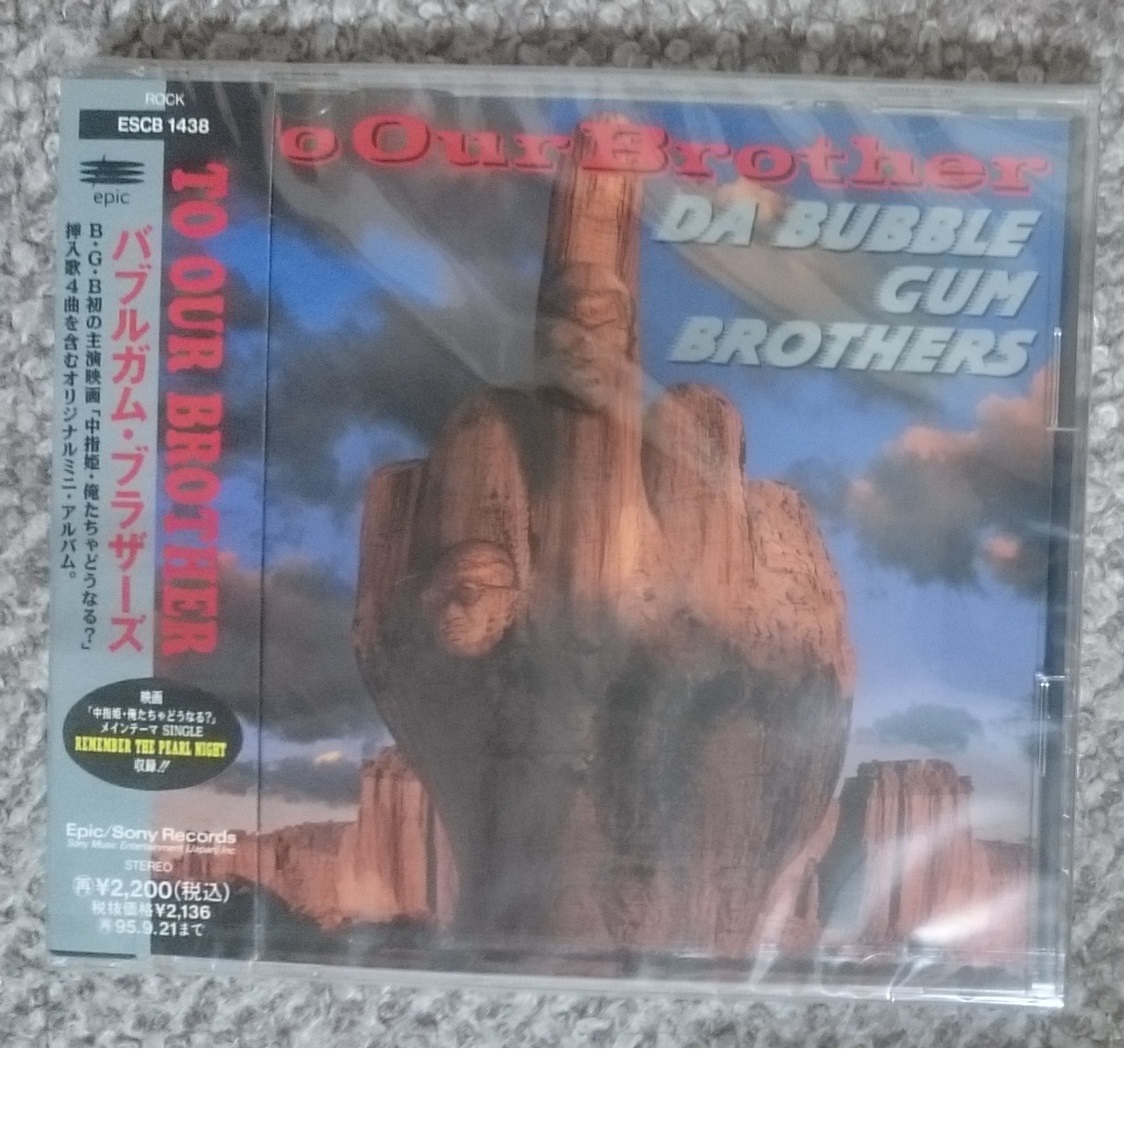 ROCK
ESCB 1438
epic
TO OUR BROTHER
バブルガム・ブラザーズ
B・G・B初の主演映画「中指姫・俺たちゃどうなる?」
挿入歌4曲を含むオリジナルミニ・アルバム。
映画
「中指姫・俺たちゃどうなる?」
メインテーマ SINGLE
REMEMBER THE PEARL NIGHT
収録!!
Epic/Sony Records
Sony Music Entertainment (Japan) Inc.
STEREO
再¥2,200(税込)
税抜価格¥2,136
再95.9.21まで
o Our Brother
DA BUBBLE
GUM
BROTHERS